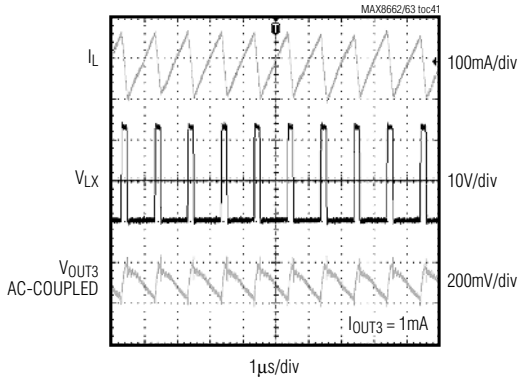 MAX8662/63 toc41
T
IL
100mA/div
VLX
10V/div
VOUT3
AC-COUPLED
200mV/div
IOUT3 = 1mA
1µs/div